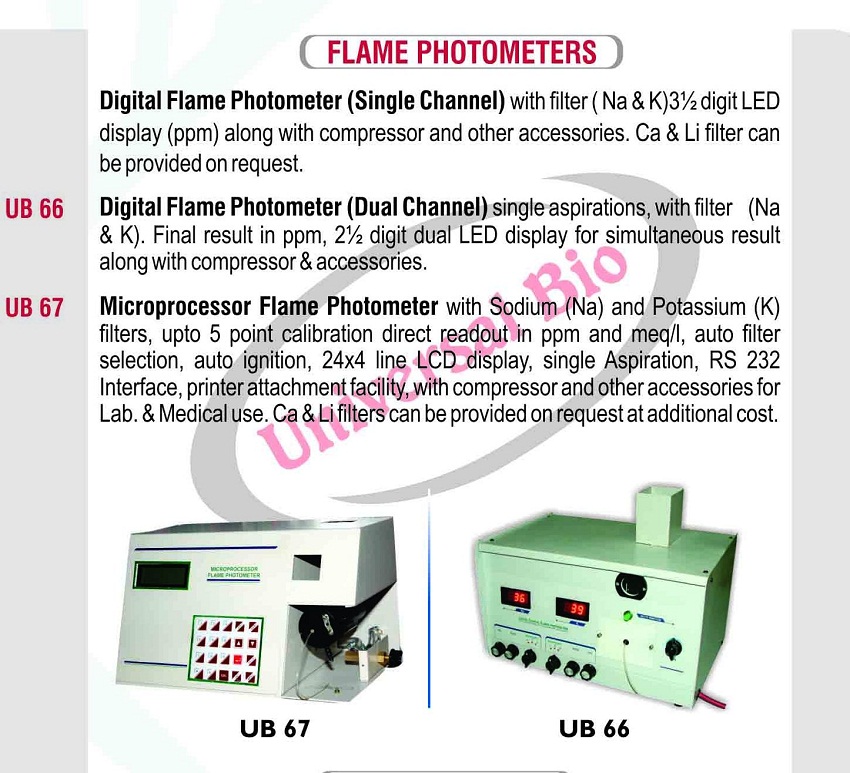 FLAME PHOTOMETERS
Digital Flame Photometer (Single Channel) with filter ( Na & K)3½ digit LED
display (ppm) along with compressor and other accessories. Ca & Li filter can
be provided on request.
UB 66 Digital Flame Photometer (Dual Channel) single aspirations, with filter (Na
& K). Final result in ppm, 2½ digit dual LED display for simultaneous result
along with compressor & accessories.
UB 67 Microprocessor Flame Photometer with Sodium (Na) and Potassium (K)
filters, upto 5 point calibration direct readout in ppm and meq/l, auto filter
selection, auto ignition, 24x4 line LCD display, single Aspiration, RS 232
Interface, printer attachment facility, with compressor and other accessories for
Lab. & Medical use. Ca & Li filters can be provided on request at additional cost.
Universal Bio
MICROPROCESSOR
FLAME PHOTOMETER
36
39
UB 67
UB 66